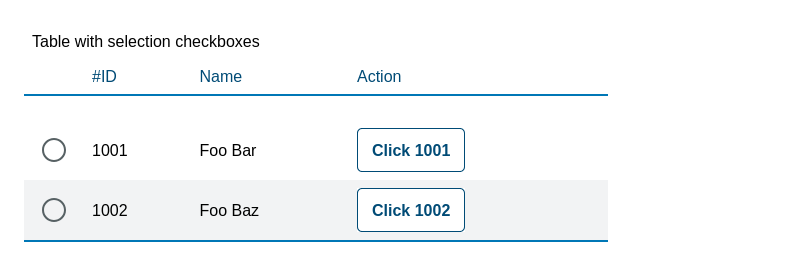 Table with selection checkboxes
#ID Name Action
1001 Foo Bar Click 1001
1002 Foo Baz Click 1002